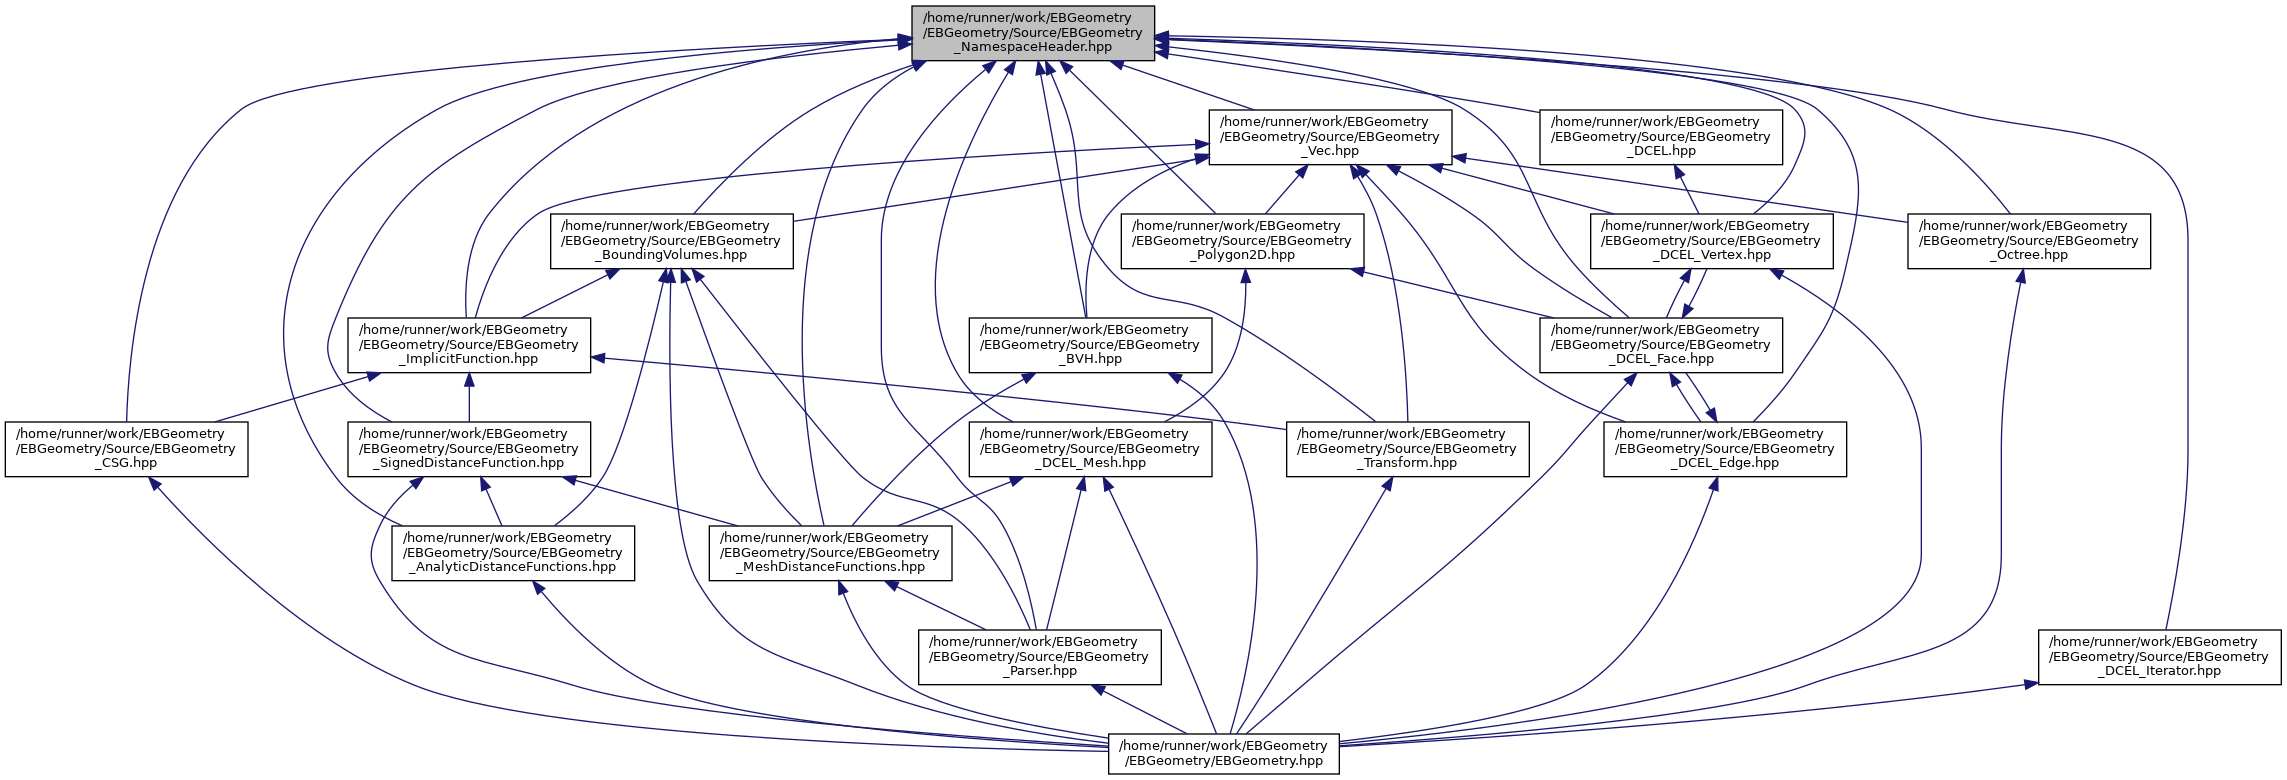 /home/runner/work/EBGeometry
/EBGeometry/Source/EBGeometry
_NamespaceHeader.hpp
/home/runner/work/EBGeometry
/EBGeometry/Source/EBGeometry
_Vec.hpp
/home/runner/work/EBGeometry
/EBGeometry/Source/EBGeometry
_DCEL.hpp
/home/runner/work/EBGeometry
/EBGeometry/Source/EBGeometry
_BoundingVolumes.hpp
/home/runner/work/EBGeometry
/EBGeometry/Source/EBGeometry
_Polygon2D.hpp
/home/runner/work/EBGeometry
/EBGeometry/Source/EBGeometry
_DCEL_Vertex.hpp
/home/runner/work/EBGeometry
/EBGeometry/Source/EBGeometry
_Octree.hpp
/home/runner/work/EBGeometry
/EBGeometry/Source/EBGeometry
_ImplicitFunction.hpp
/home/runner/work/EBGeometry
/EBGeometry/Source/EBGeometry
_BVH.hpp
/home/runner/work/EBGeometry
/EBGeometry/Source/EBGeometry
_DCEL_Face.hpp
/home/runner/work/EBGeometry
/EBGeometry/Source/EBGeometry
_CSG.hpp
/home/runner/work/EBGeometry
/EBGeometry/Source/EBGeometry
_SignedDistanceFunction.hpp
/home/runner/work/EBGeometry
/EBGeometry/Source/EBGeometry
_DCEL_Mesh.hpp
/home/runner/work/EBGeometry
/EBGeometry/Source/EBGeometry
_Transform.hpp
/home/runner/work/EBGeometry
/EBGeometry/Source/EBGeometry
_DCEL_Edge.hpp
/home/runner/work/EBGeometry
/EBGeometry/Source/EBGeometry
_AnalyticDistanceFunctions.hpp
/home/runner/work/EBGeometry
/EBGeometry/Source/EBGeometry
_MeshDistanceFunctions.hpp
/home/runner/work/EBGeometry
/EBGeometry/Source/EBGeometry
_Parser.hpp
/home/runner/work/EBGeometry
/EBGeometry/Source/EBGeometry
_DCEL_Iterator.hpp
/home/runner/work/EBGeometry
/EBGeometry/EBGeometry.hpp